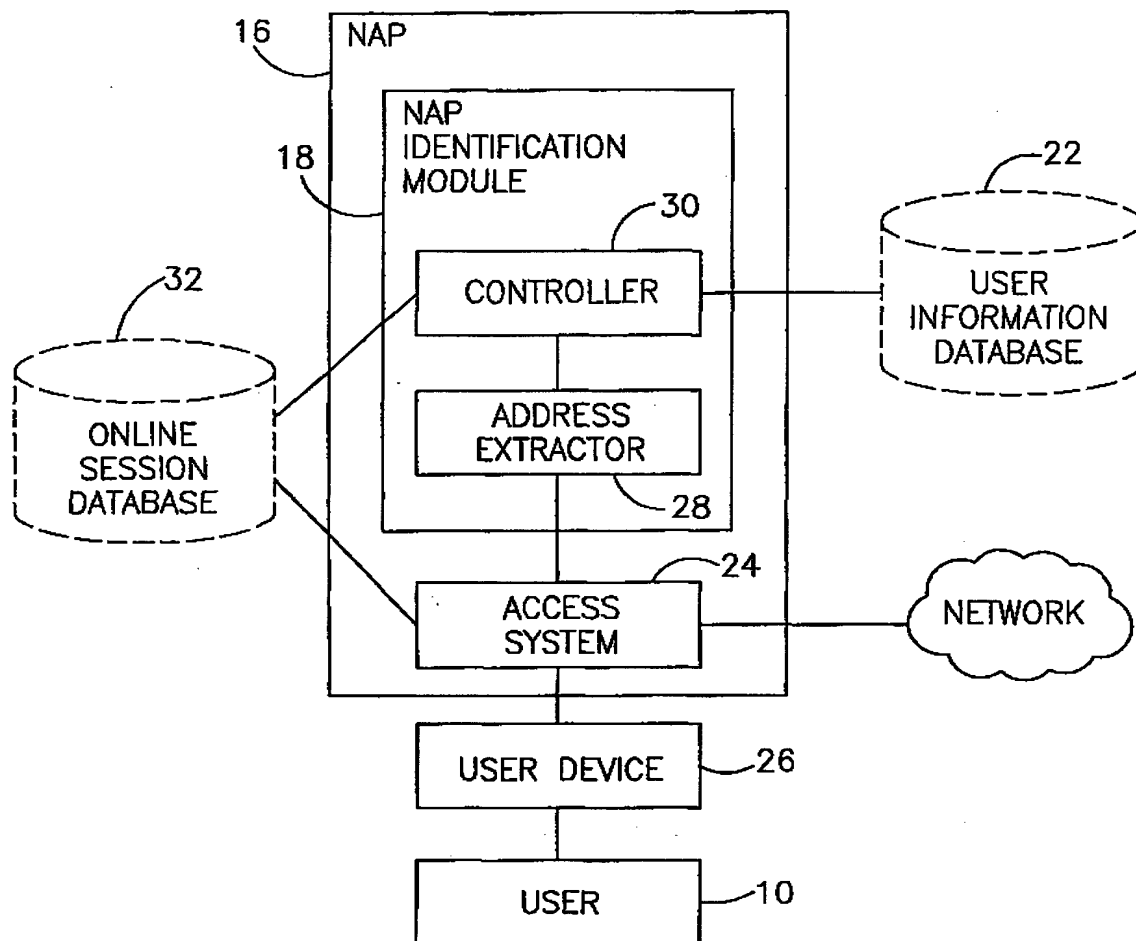 16
NAP
NAP
IDENTIFICATION
MODULE
18
22
30
CONTROLLER
USER
INFORMATION
DATABASE
32
ADDRESS
EXTRACTOR
ONLINE
SESSION
DATABASE
28
24
ACCESS
SYSTEM
NETWORK
USER DEVICE
26
USER
10